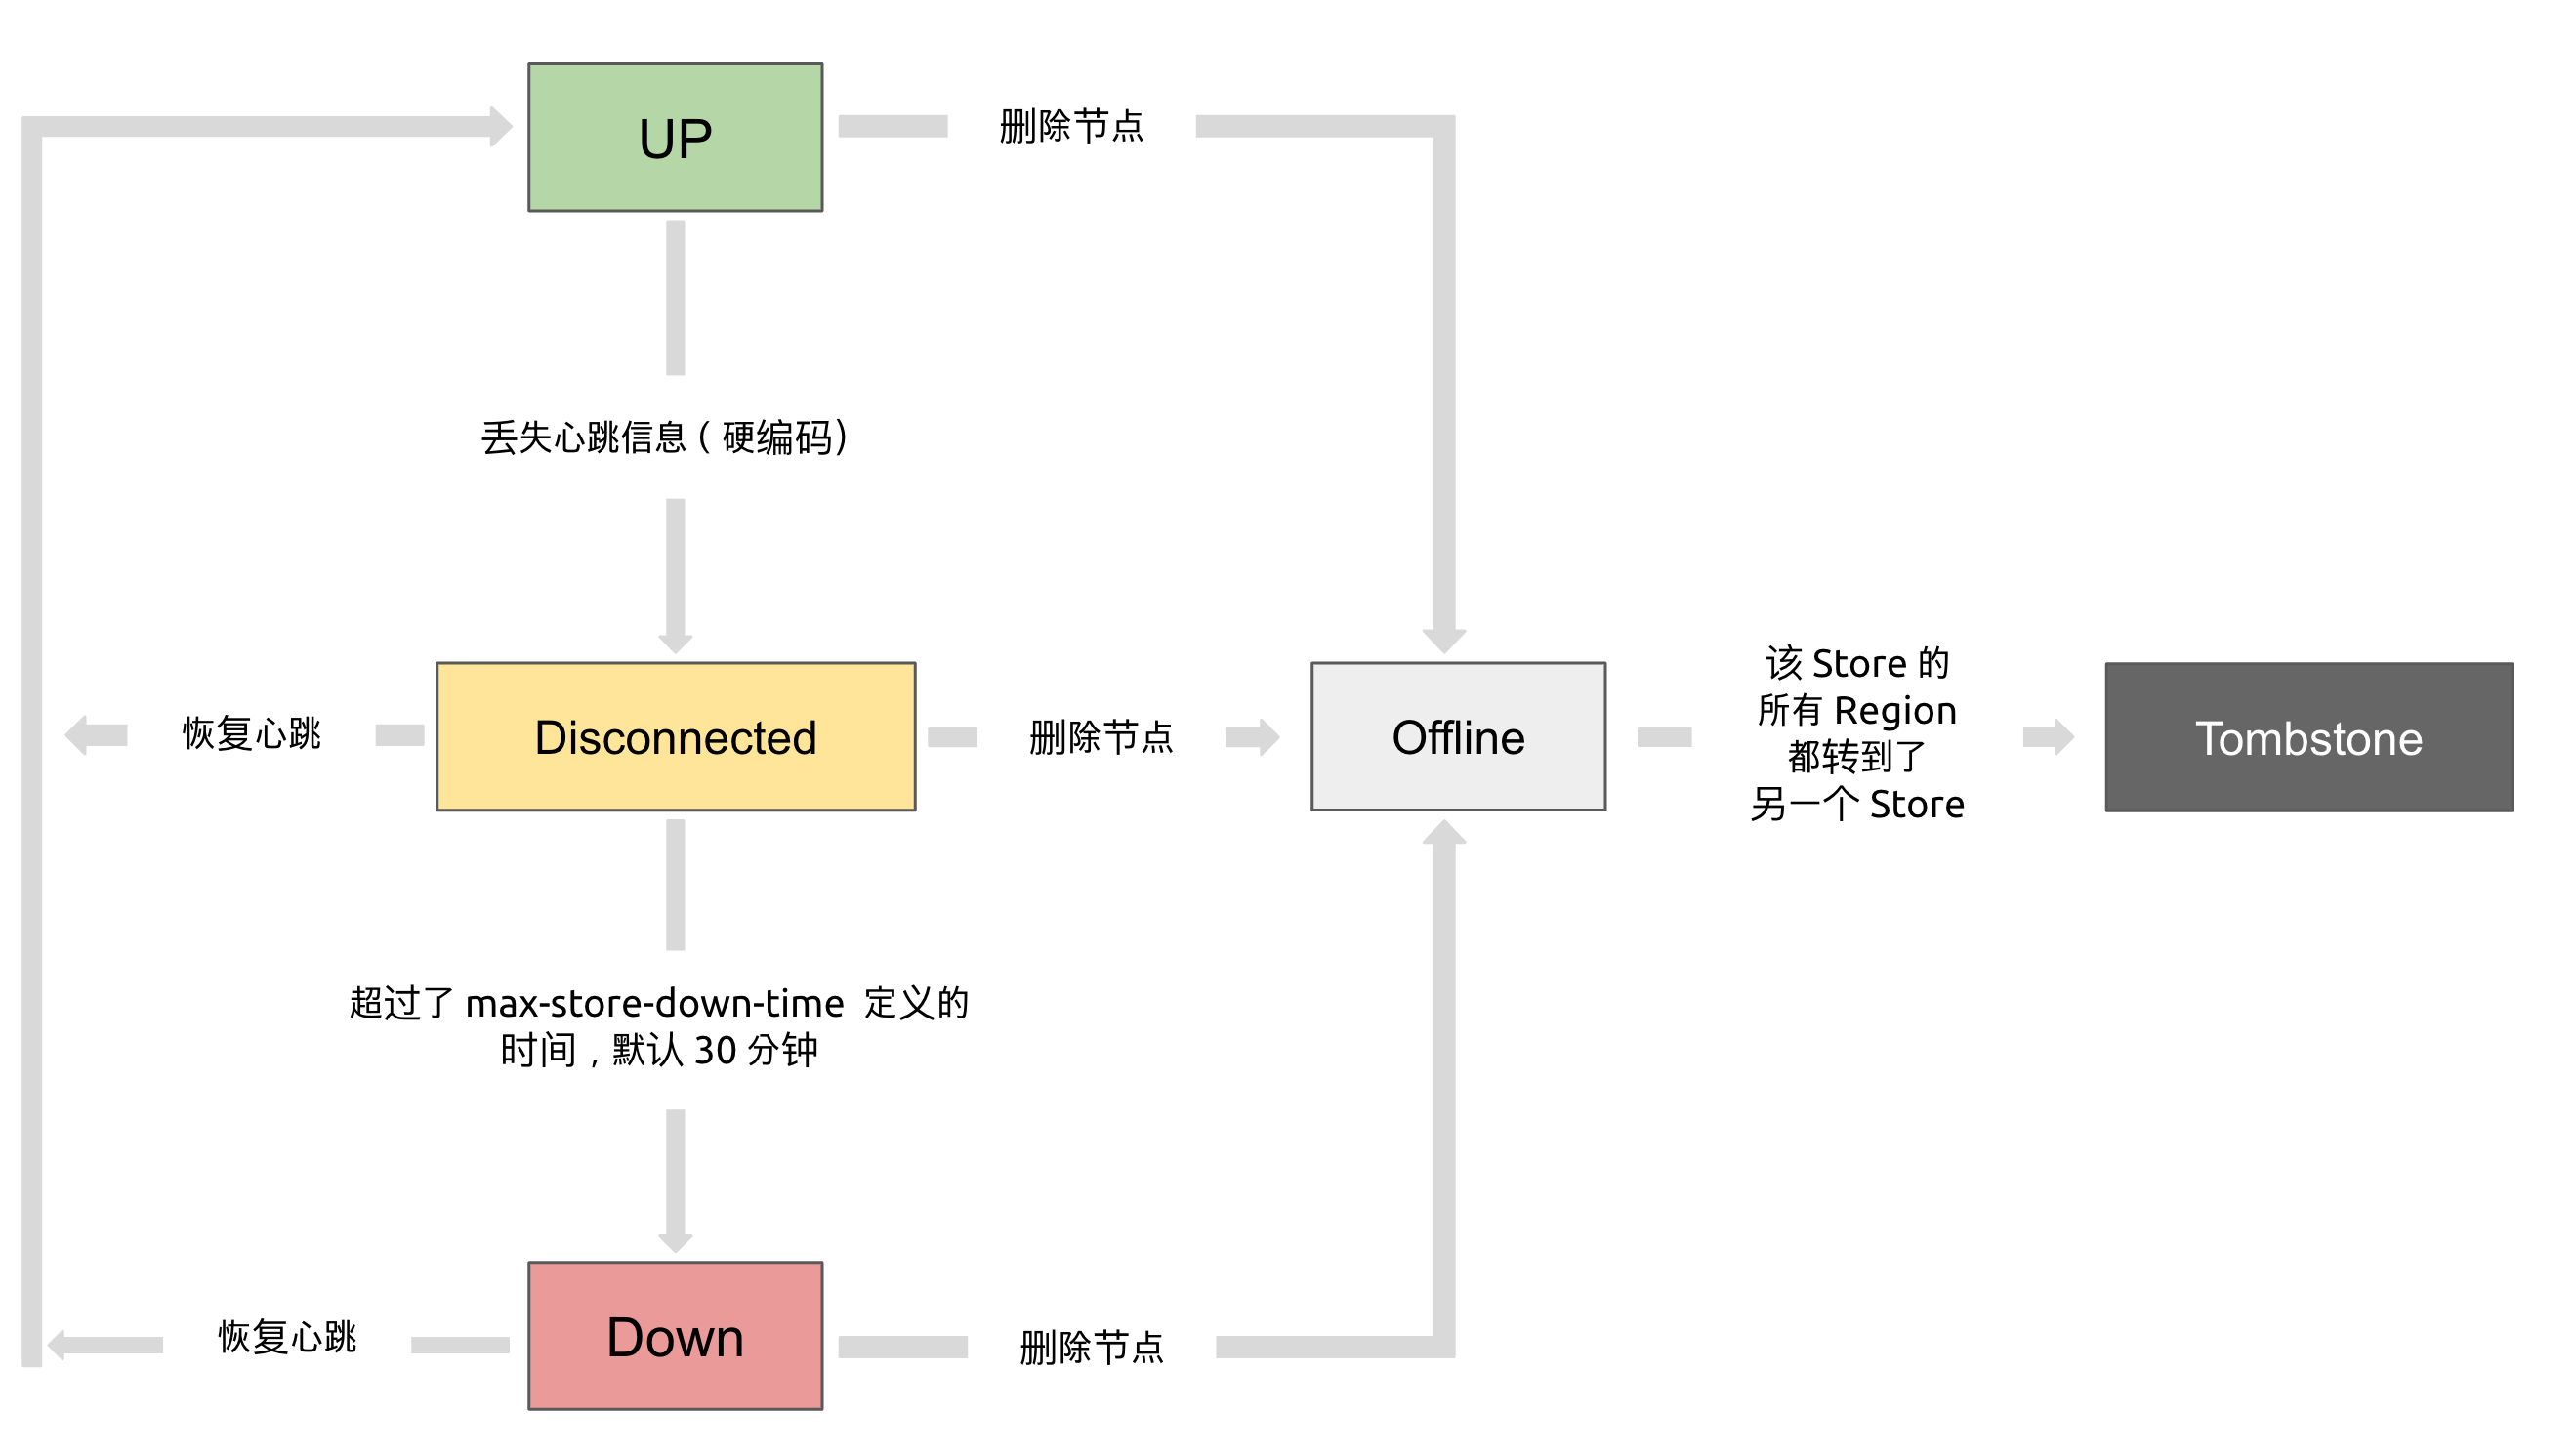 UP
删除节点
丢失心跳信息 ( 硬编码)
恢复心跳
Disconnected
删除节点
Offline
该 Store 的
所有 Region
都转到了
另一个 Store
Tombstone
超过了 max-store-down-time 定义的
时间 , 默认 30 分钟
恢复心跳
Down
删除节点